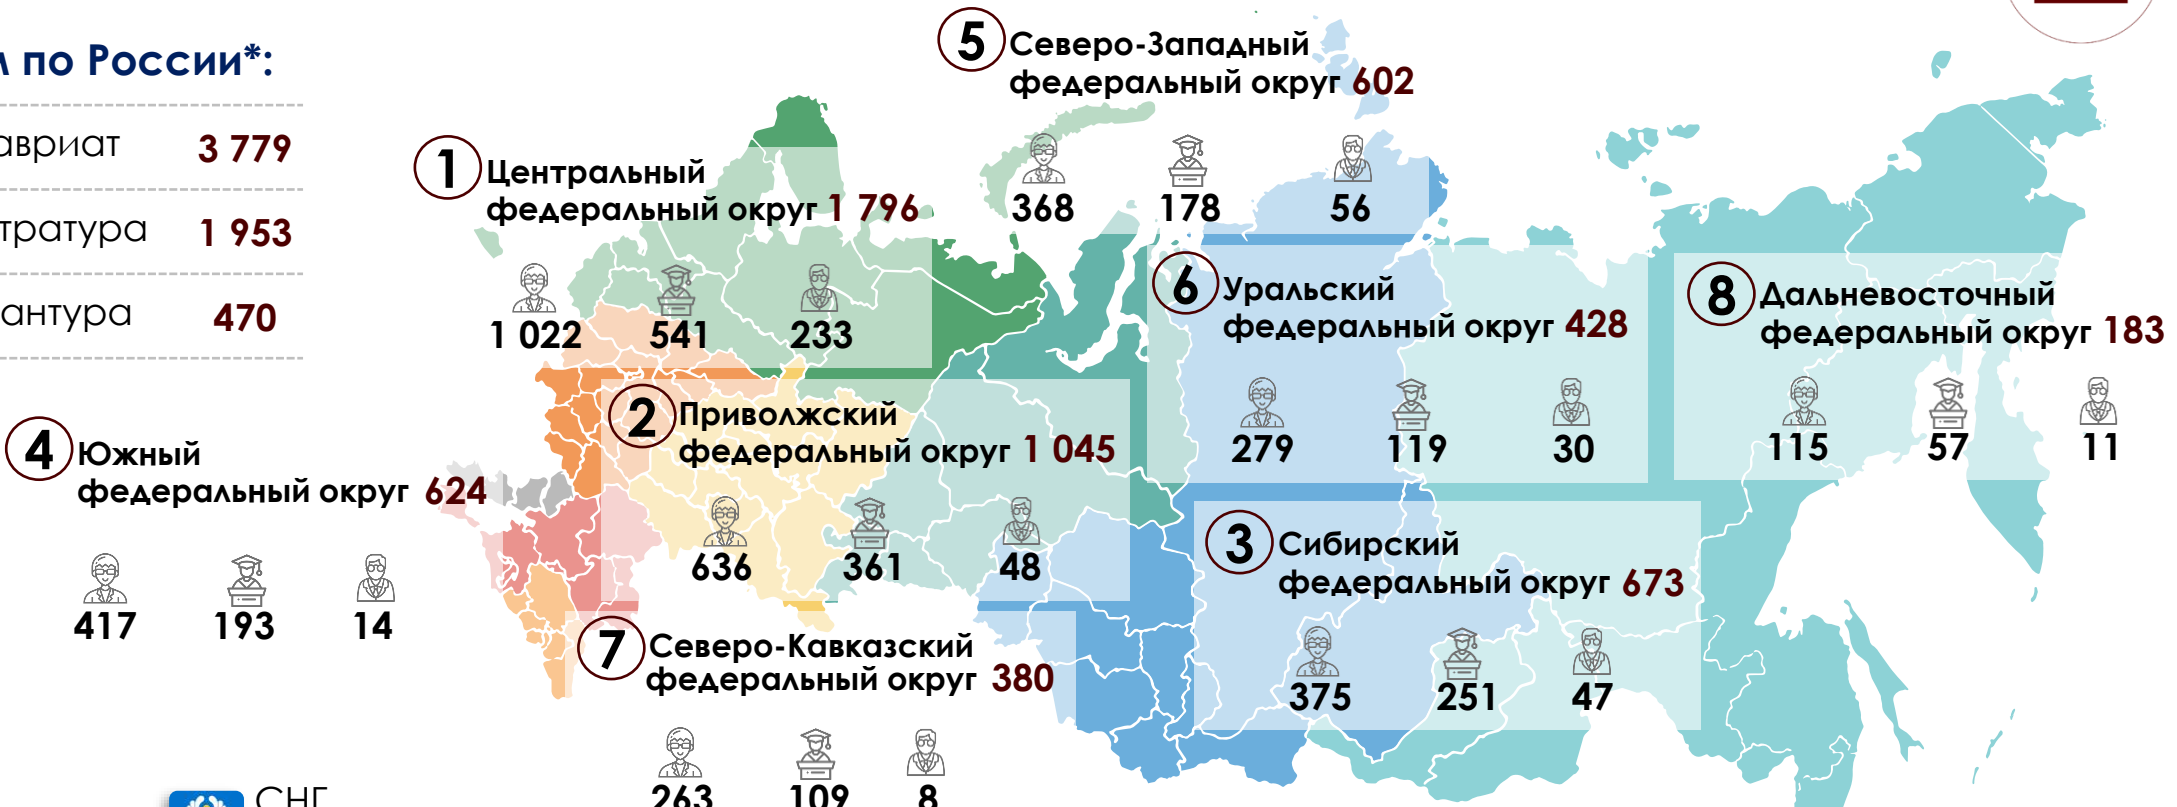 по России*:
авриат 3 779
тратура 1 953
антура 470
5 Северо-Западный
федеральный округ 602
368 178 56
1 Центральный
федеральный округ 1 796
1 022 541 233
6 Уральский
федеральный округ 428
279 119 30
8 Дальневосточный
федеральный округ 183
115 57 11
2 Приволжский
федеральный округ 1 045
636 361 48
4 Южный
федеральный округ 624
417 193 14
3 Сибирский
федеральный округ 673
375 251 47
7 Северо-Кавказский
федеральный округ 380
263 109 8
СНГ